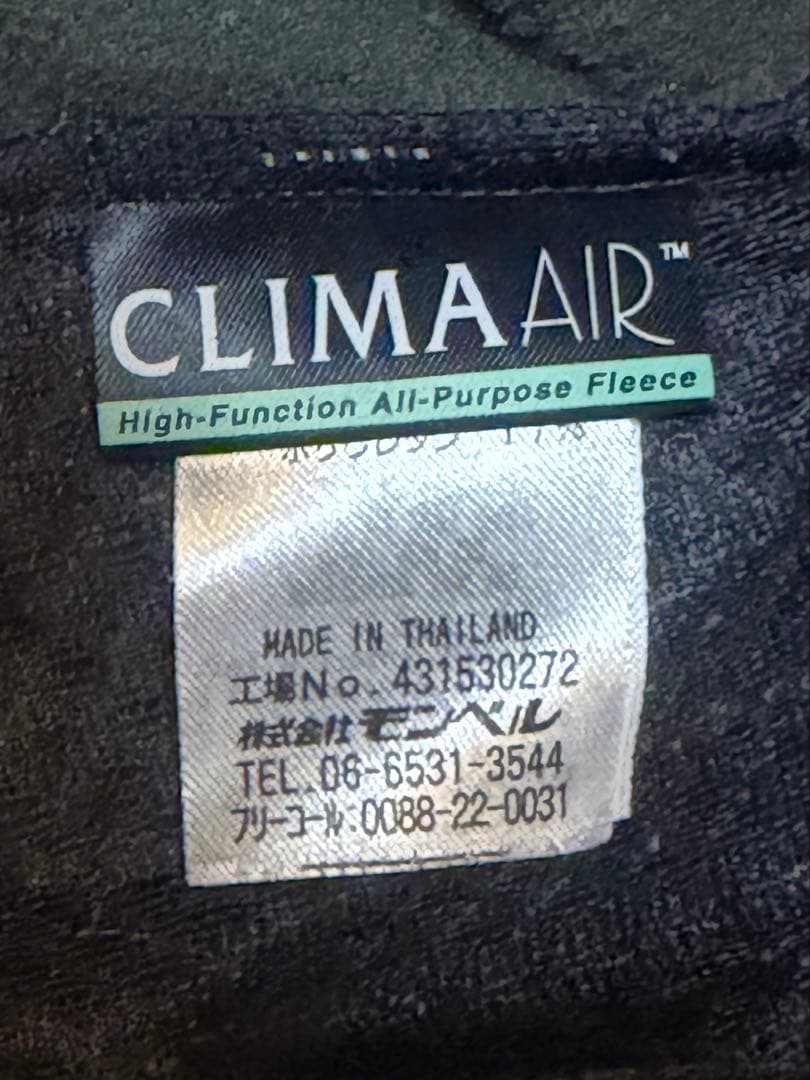 CLIMAAIR™
High-Function All-Purpose Fleece
MADE IN THAILAND
工場No. 431530272
株式会社モンベル
TEL.06-6531-3544
フリーコール:0088-22-0031